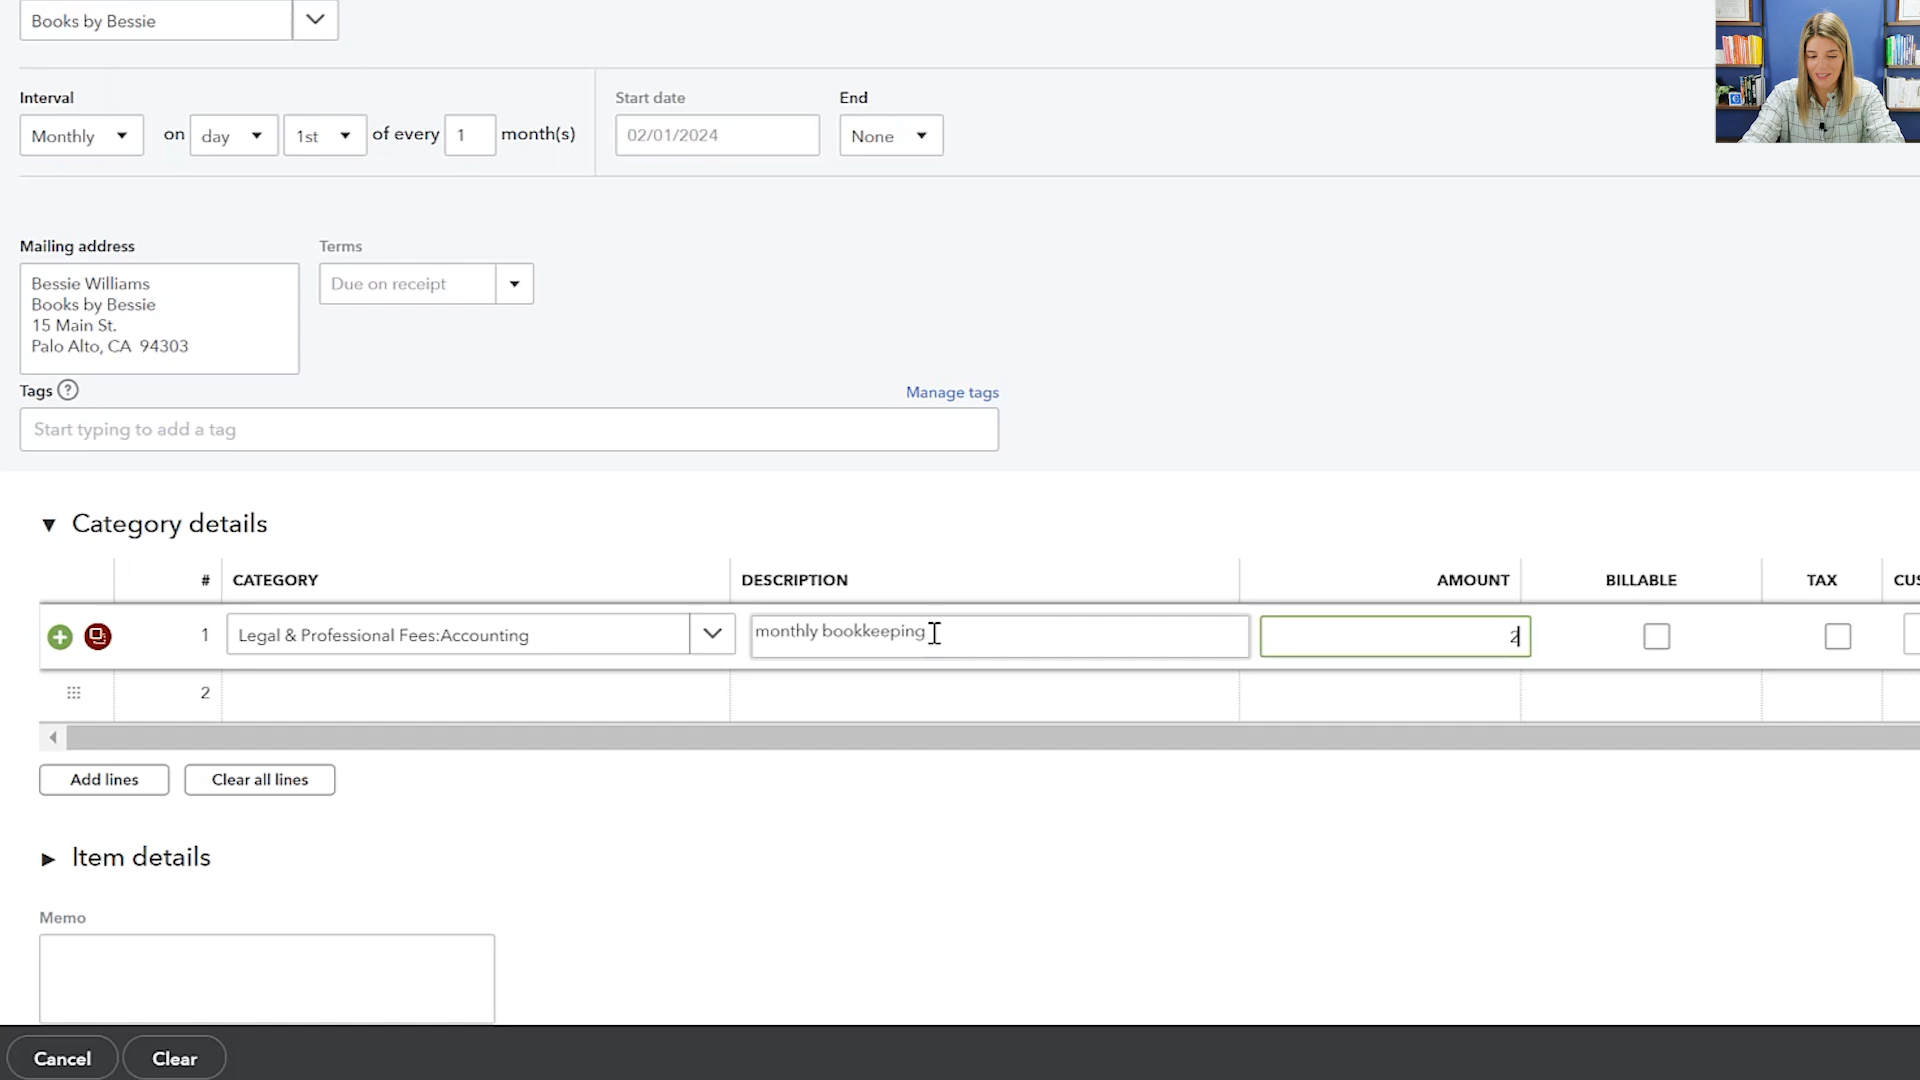 Books by Bessie
Interval
Start date
End
Monthly on day 1st of every 1 month(s)
02/01/2024
None
Mailing address
Terms
Bessie Williams
Books by Bessie
15 Main St.
Palo Alto, CA 94303
Due on receipt
Tags ?
Manage tags
Start typing to add a tag
Category details
# CATEGORY DESCRIPTION AMOUNT BILLABLE TAX CUS
1 Legal & Professional Fees:Accounting monthly bookkeeping 2
2
Add lines Clear all lines
Item details
Memo
Cancel Clear